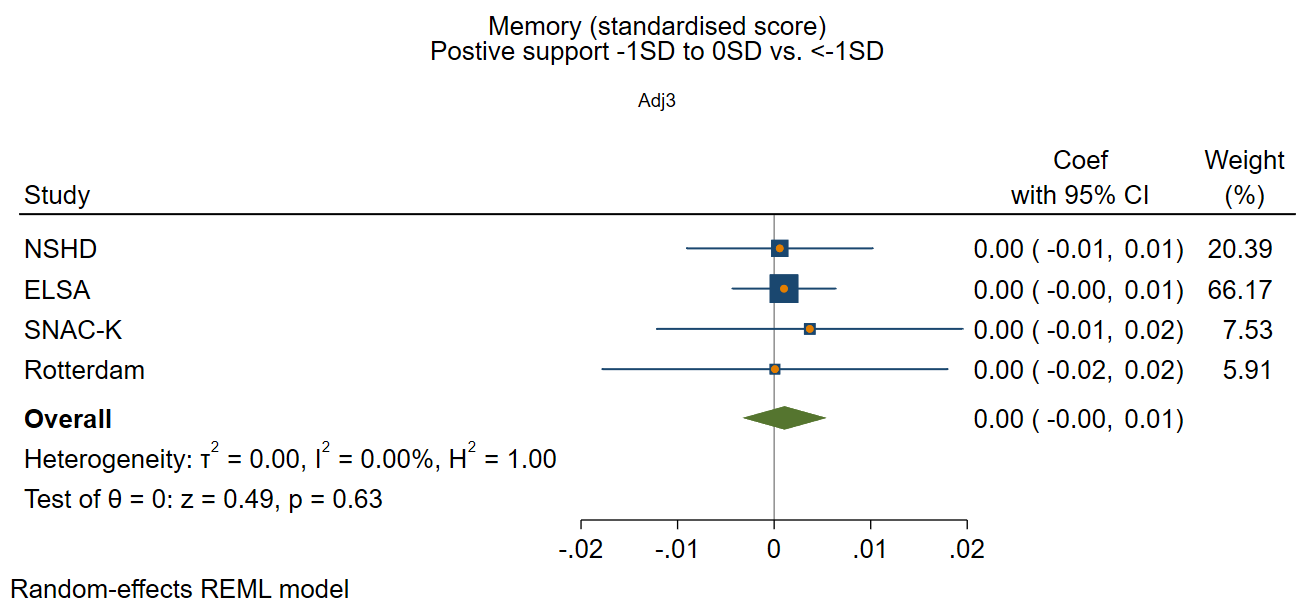 Memory (standardised score)
Postive support -1SD to 0SD vs. <-1SD
Adj3
Coef Weight
Study with 95% CI (%)
NSHD 0.00 ( -0.01, 0.01) 20.39
ELSA 0.00 ( -0.00, 0.01) 66.17
SNAC-K 0.00 ( -0.01, 0.02) 7.53
Rotterdam 0.00 ( -0.02, 0.02) 5.91
Overall 0.00 ( -0.00, 0.01)
Heterogeneity: τ² = 0.00, I² = 0.00%, H² = 1.00
Test of θ = 0: z = 0.49, p = 0.63
-.02 -.01 0 .01 .02
Random-effects REML model